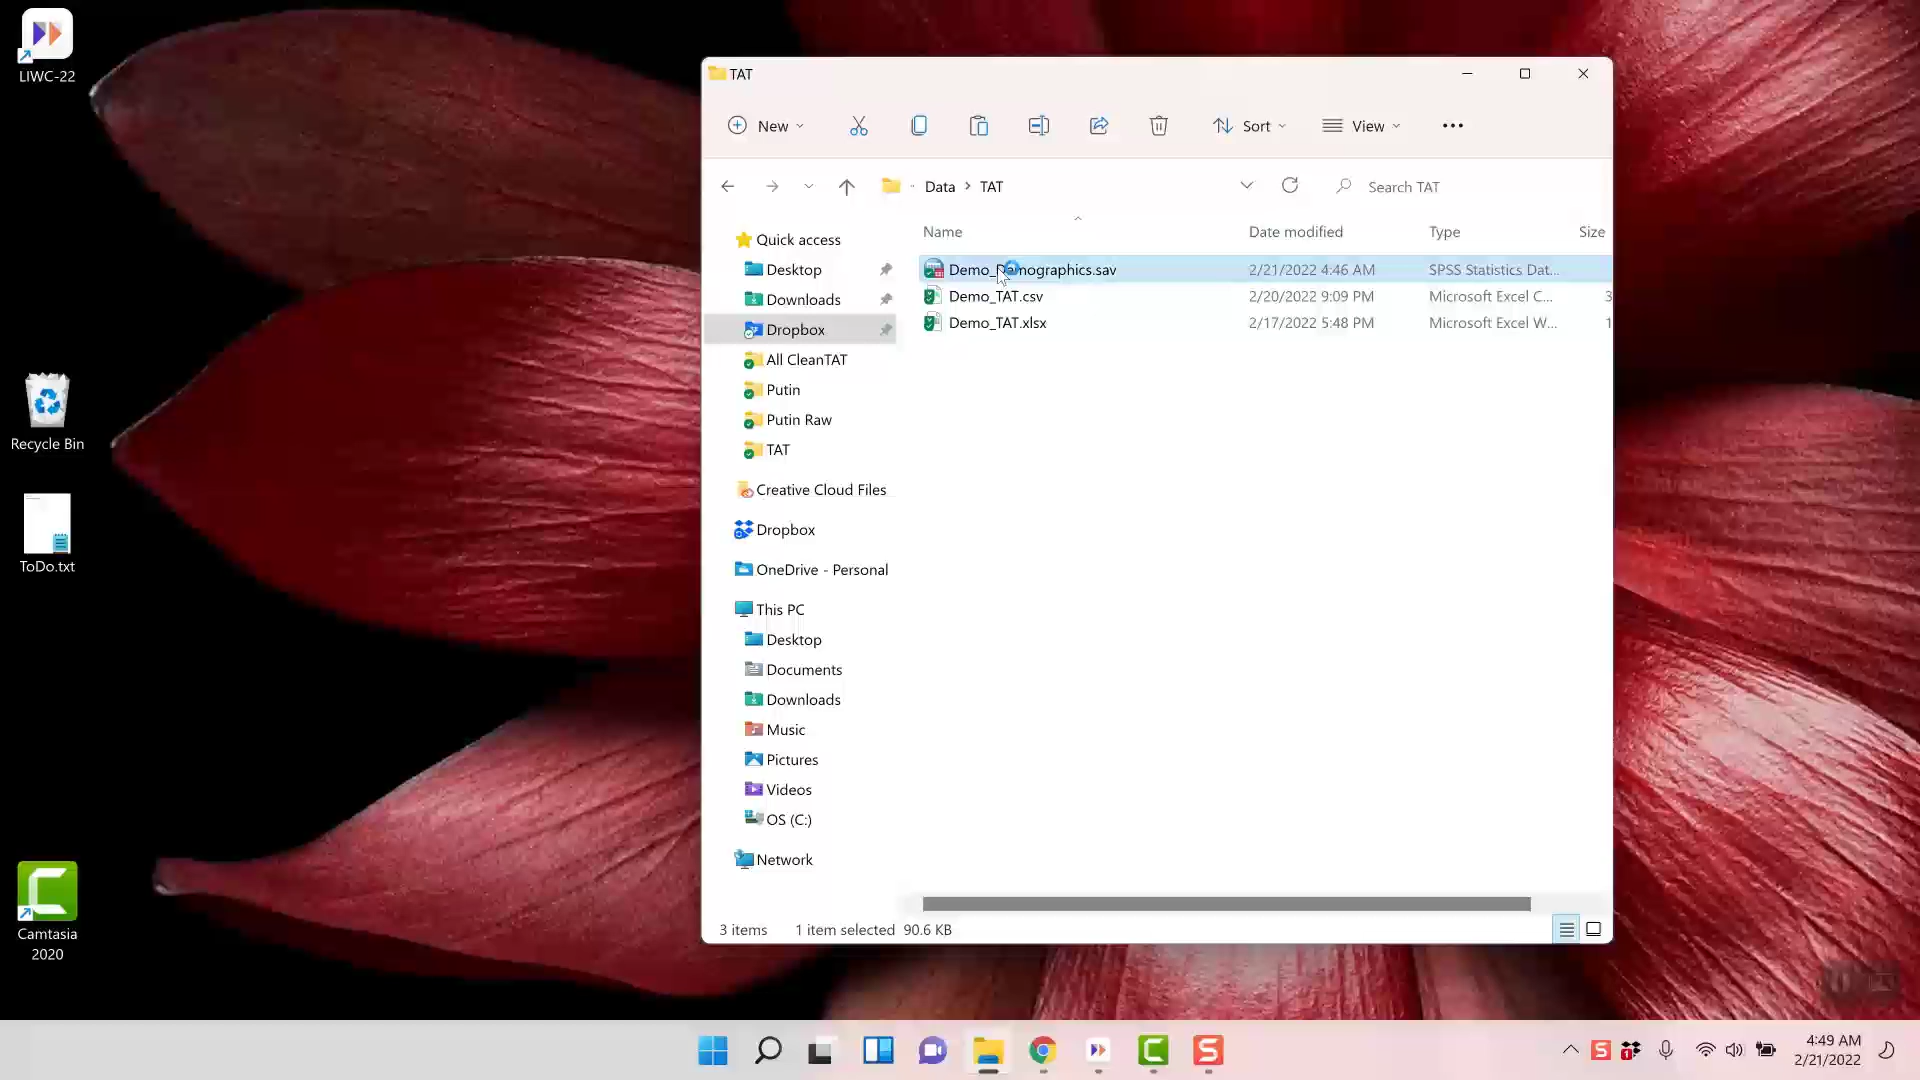 LIWC-22
Recycle Bin
ToDo.txt
Camtasia
2020
TAT
New
Sort
View
Data
TAT
Search TAT
Name
Date modified
Type
Size
Demo_Demographics.sav
2/21/2022 4:46 AM
SPSS Statistics Dat...
Demo_TAT.csv
2/20/2022 9:09 PM
Microsoft Excel C...
3
Demo_TAT.xlsx
2/17/2022 5:48 PM
Microsoft Excel W...
1
Quick access
Desktop
Downloads
Dropbox
All CleanTAT
Putin
Putin Raw
TAT
Creative Cloud Files
Dropbox
OneDrive - Personal
This PC
Desktop
Documents
Downloads
Music
Pictures
Videos
OS (C:)
Network
3 items
1 item selected 90.6 KB
4:49 AM
2/21/2022